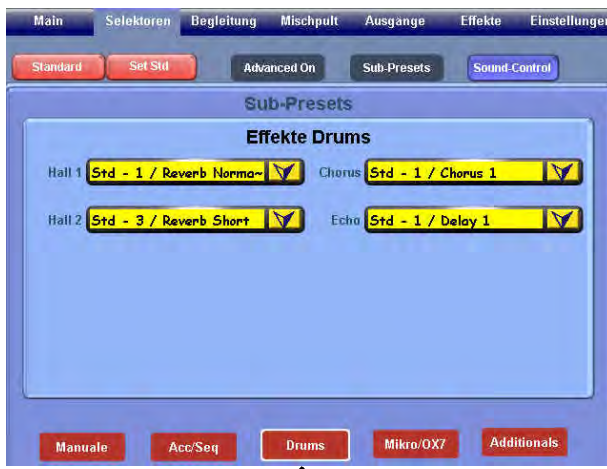 Main Selektoren Begleitung Mischpult Ausgange Effekte Einstellungen
Standard Set Std Advanced On Sub-Presets Sound-Control
Sub-Presets
Effekte Drums
Hall 1 Std - 1 / Reverb Norma~ Chorus Std - 1 / Chorus 1
Hall 2 Std - 3 / Reverb Short Echo Std - 1 / Delay 1
Manuale Acc/Seq Drums Mikro/OX7 Additionals